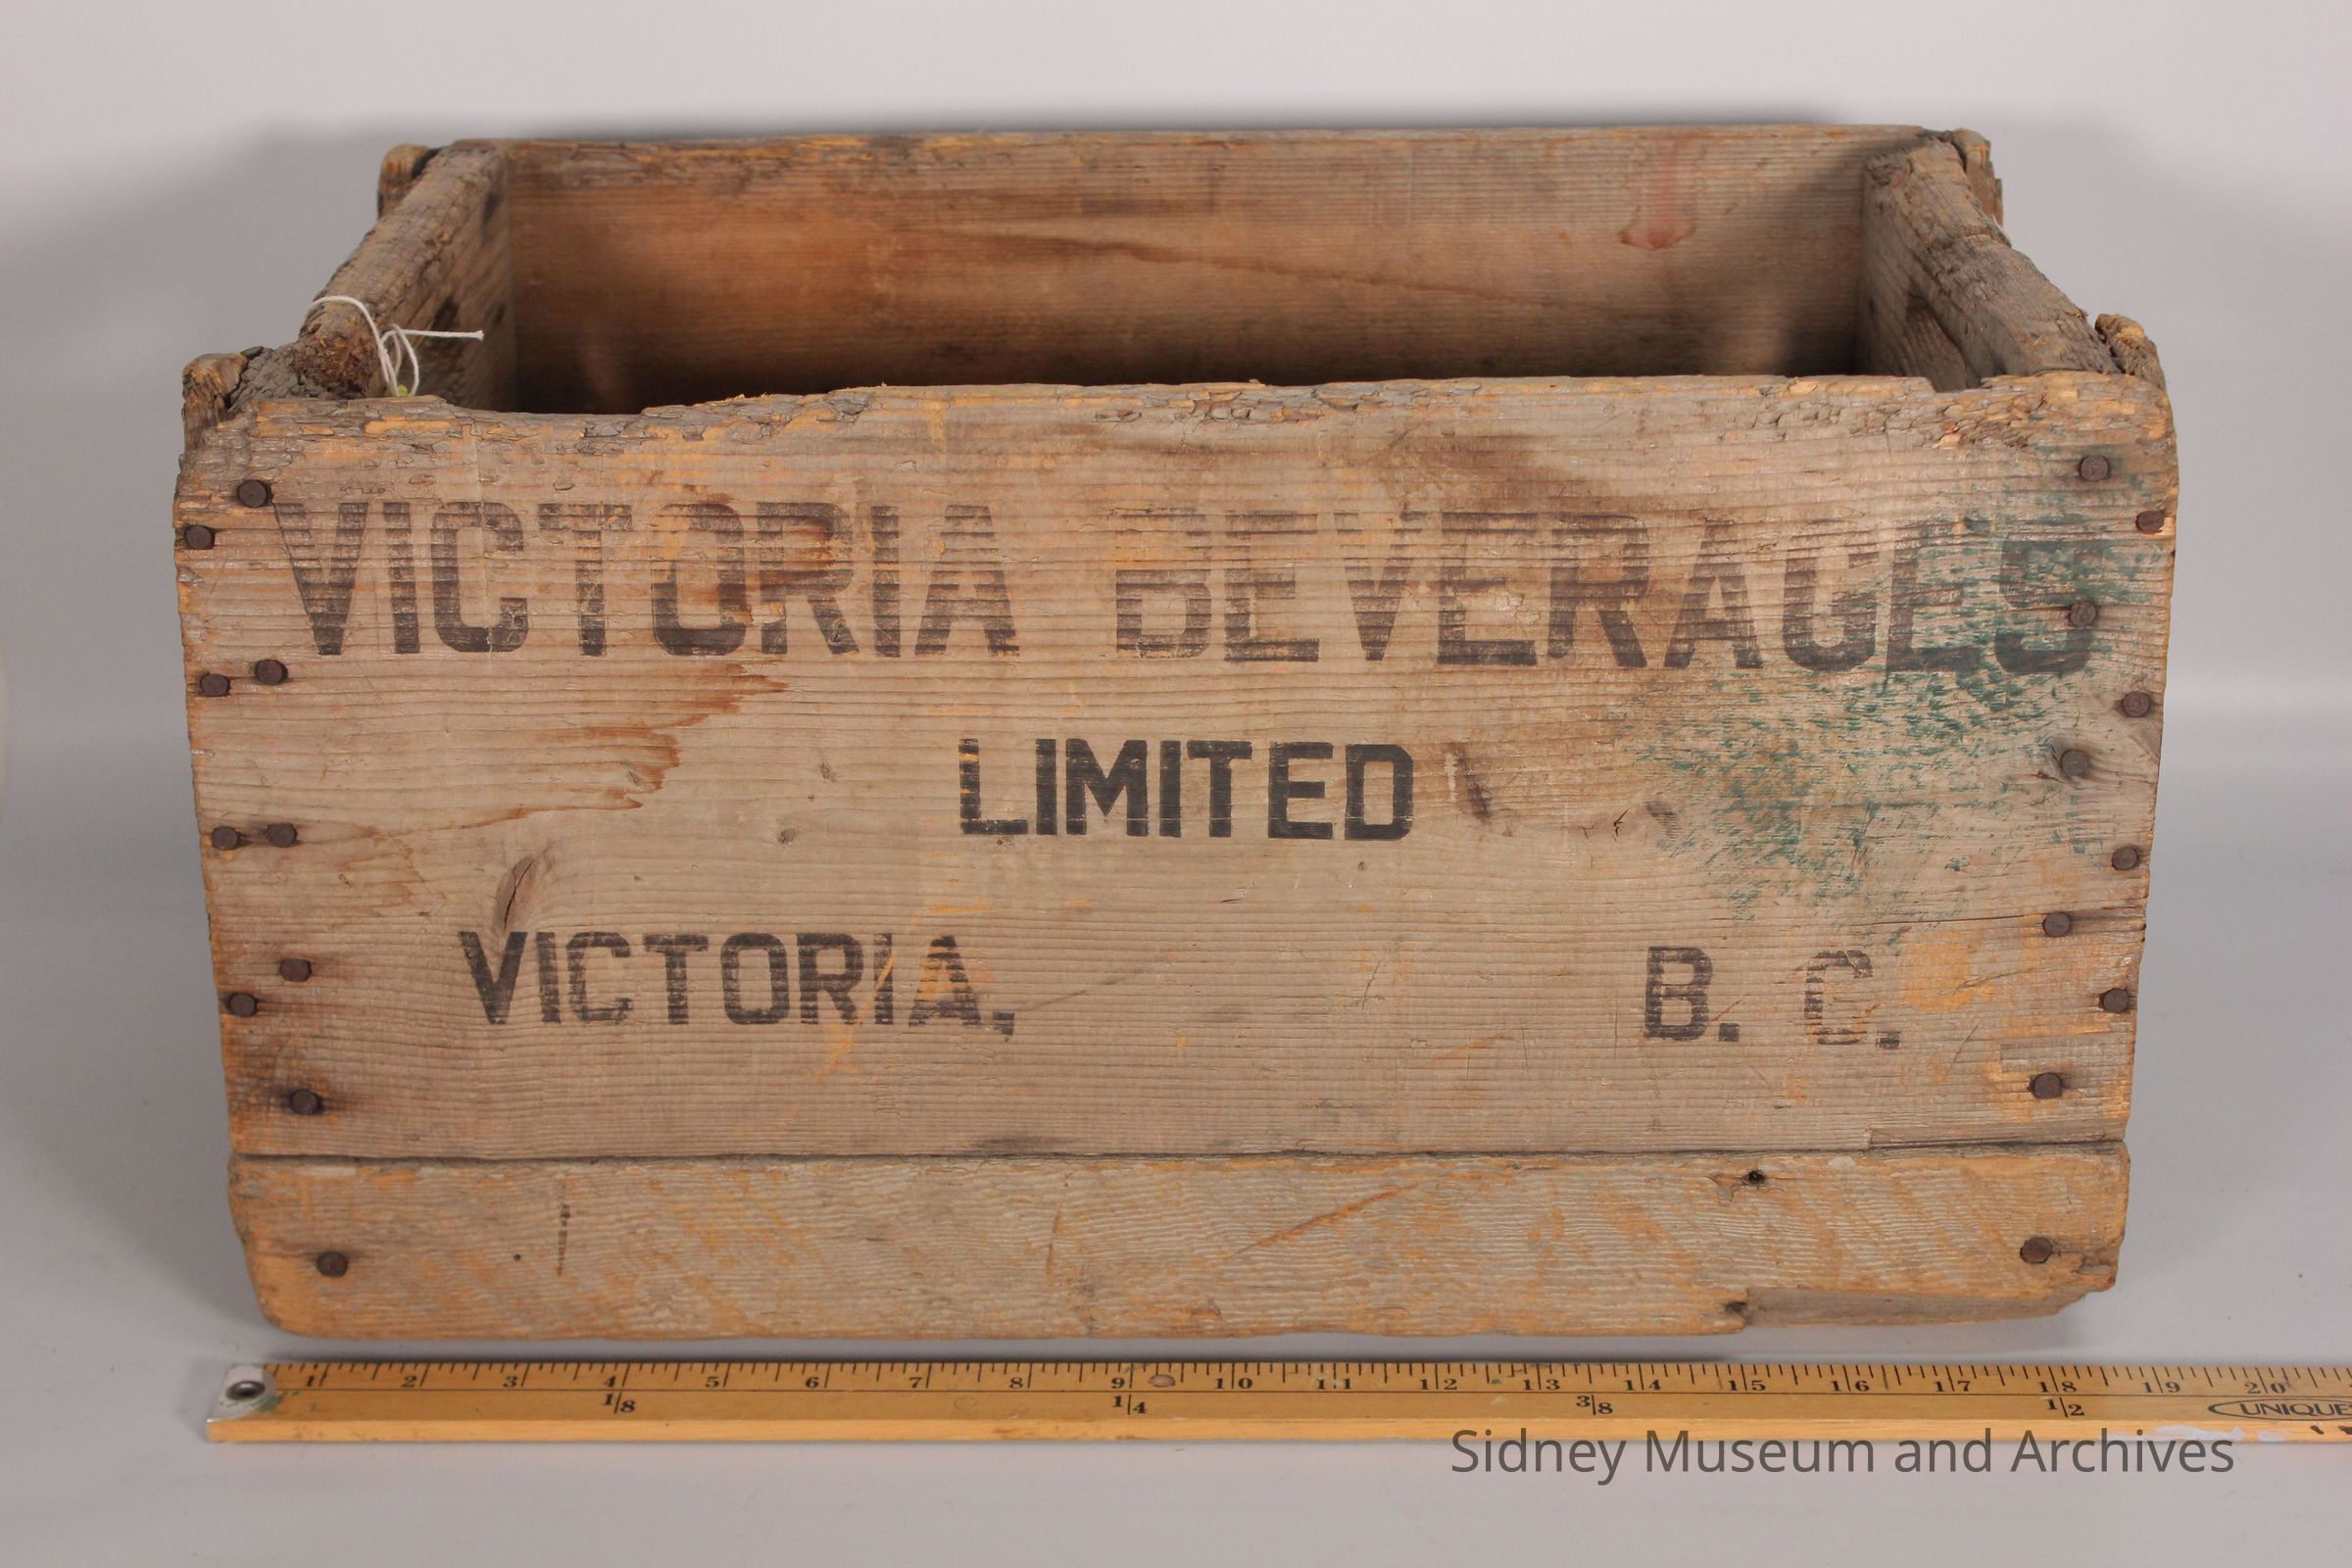 VICTORIA BEVERAGES
LIMITED
VICTORIA, B. C.
1 2 3 4 5 6 7 8 9 10 11 12 13 14 15 16 17 18 19 20
1/8 1/4 3/8 1/2 UNIQUE
Sidney Museum and Archives